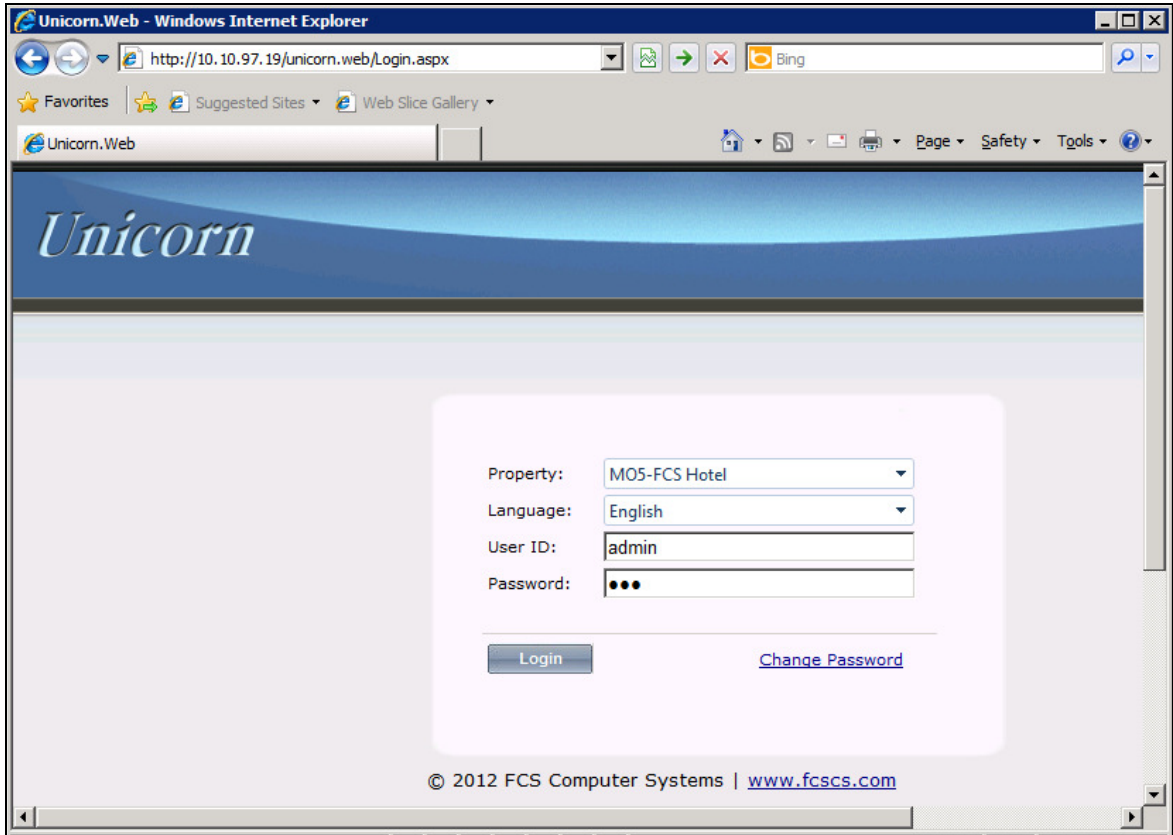 Unicorn.Web - Windows Internet Explorer
http://10.10.97.19/unicorn.web/Login.aspx Bing
Favorites Suggested Sites Web Slice Gallery
Unicorn.Web Page Safety Tools
Unicorn
Property: MO5-FCS Hotel
Language: English
User ID: admin
Password: ●●●
Login Change Password
© 2012 FCS Computer Systems | www.fcscs.com